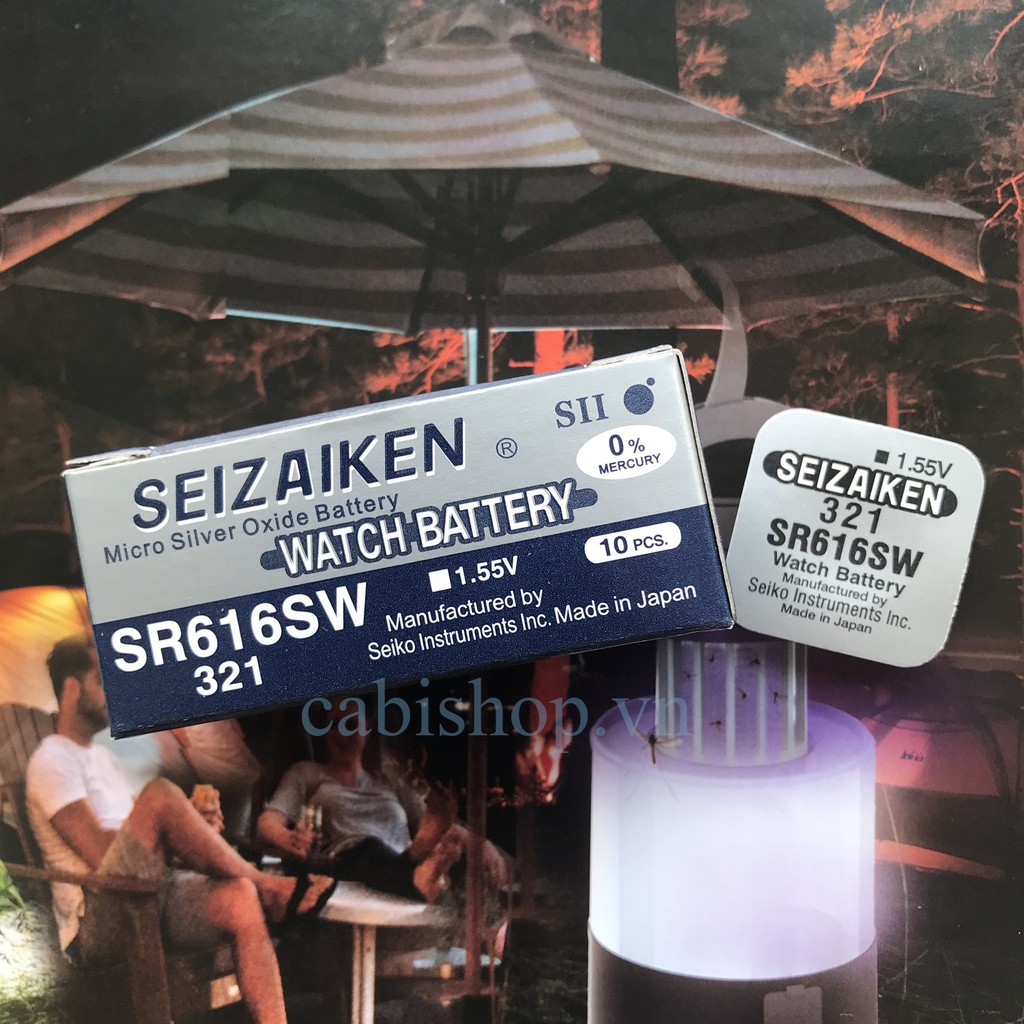 SEIZAIKEN ®
SII
0%
MERCURY
Micro Silver Oxide Battery
WATCH BATTERY
10 PCS.
1.55V
SR616SW
321
Manufactured by
Seiko Instruments Inc. Made in Japan
1.55V
SEIZAIKEN
321
SR616SW
Watch Battery
Manufactured by
Seiko Instruments Inc.
Made in Japan
cabishop.vn